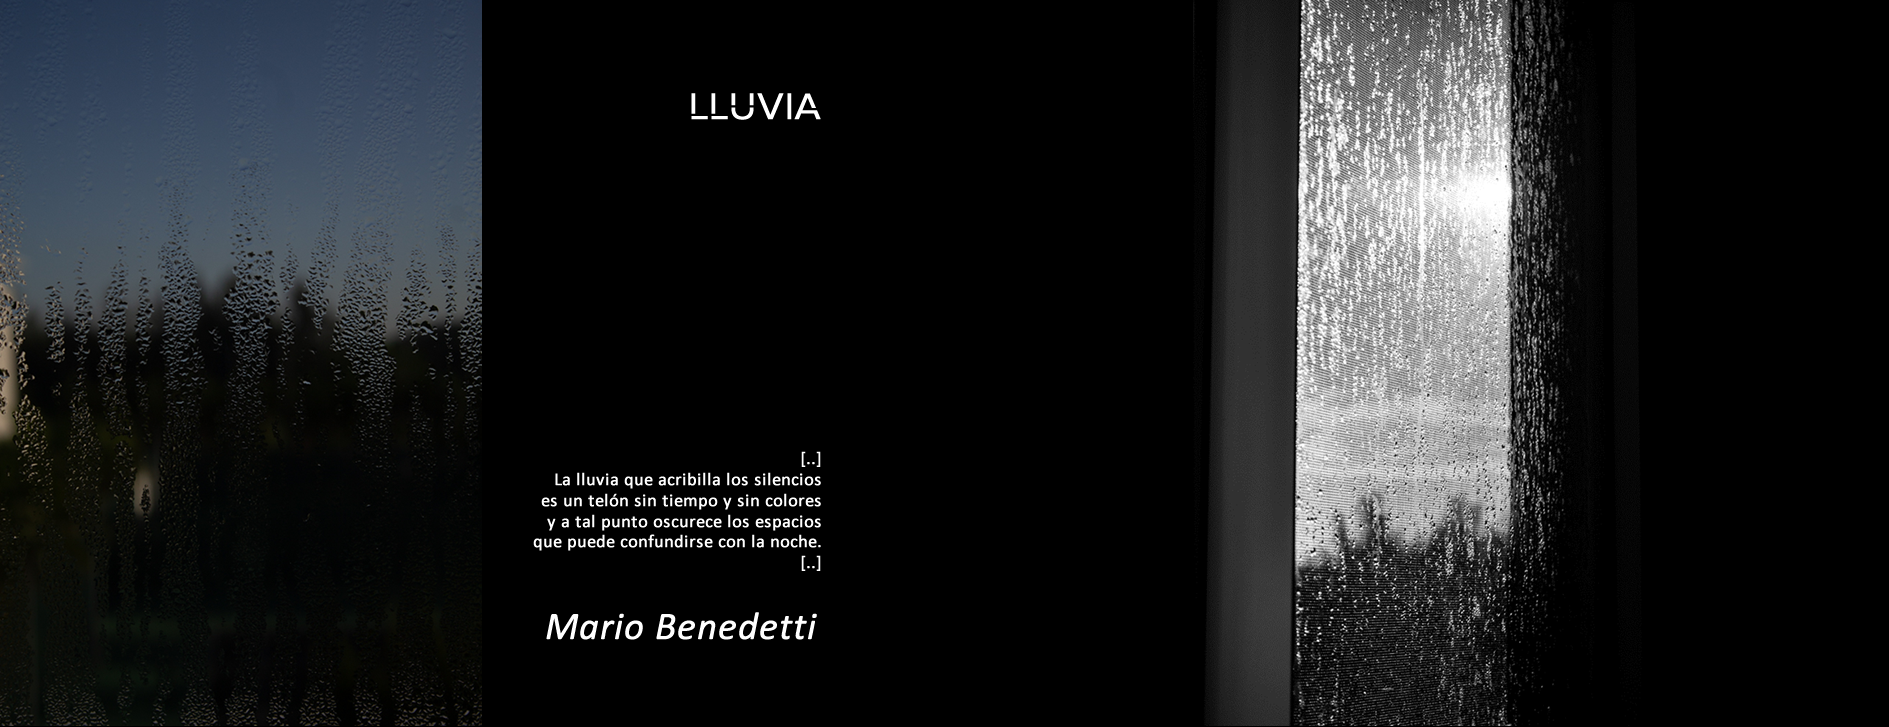 LLUVIA
[..]
La lluvia que acribilla los silencios
es un telón sin tiempo y sin colores
y a tal punto oscurece los espacios
que puede confundirse con la noche.
[..]
Mario Benedetti